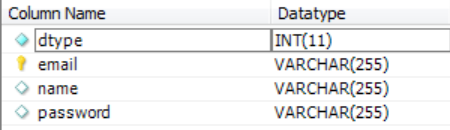 Column Name Datatype
dtype INT(11)
email VARCHAR(255)
name VARCHAR(255)
password VARCHAR(255)